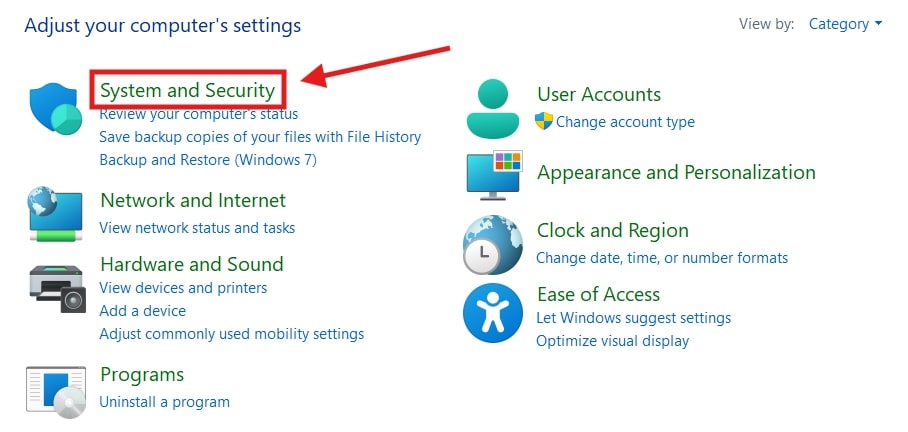 Adjust your computer's settings
View by: Category
System and Security
Review your computer's status
Save backup copies of your files with File History
Backup and Restore (Windows 7)
Network and Internet
View network status and tasks
Hardware and Sound
View devices and printers
Add a device
Adjust commonly used mobility settings
Programs
Uninstall a program
User Accounts
Change account type
Appearance and Personalization
Clock and Region
Change date, time, or number formats
Ease of Access
Let Windows suggest settings
Optimize visual display